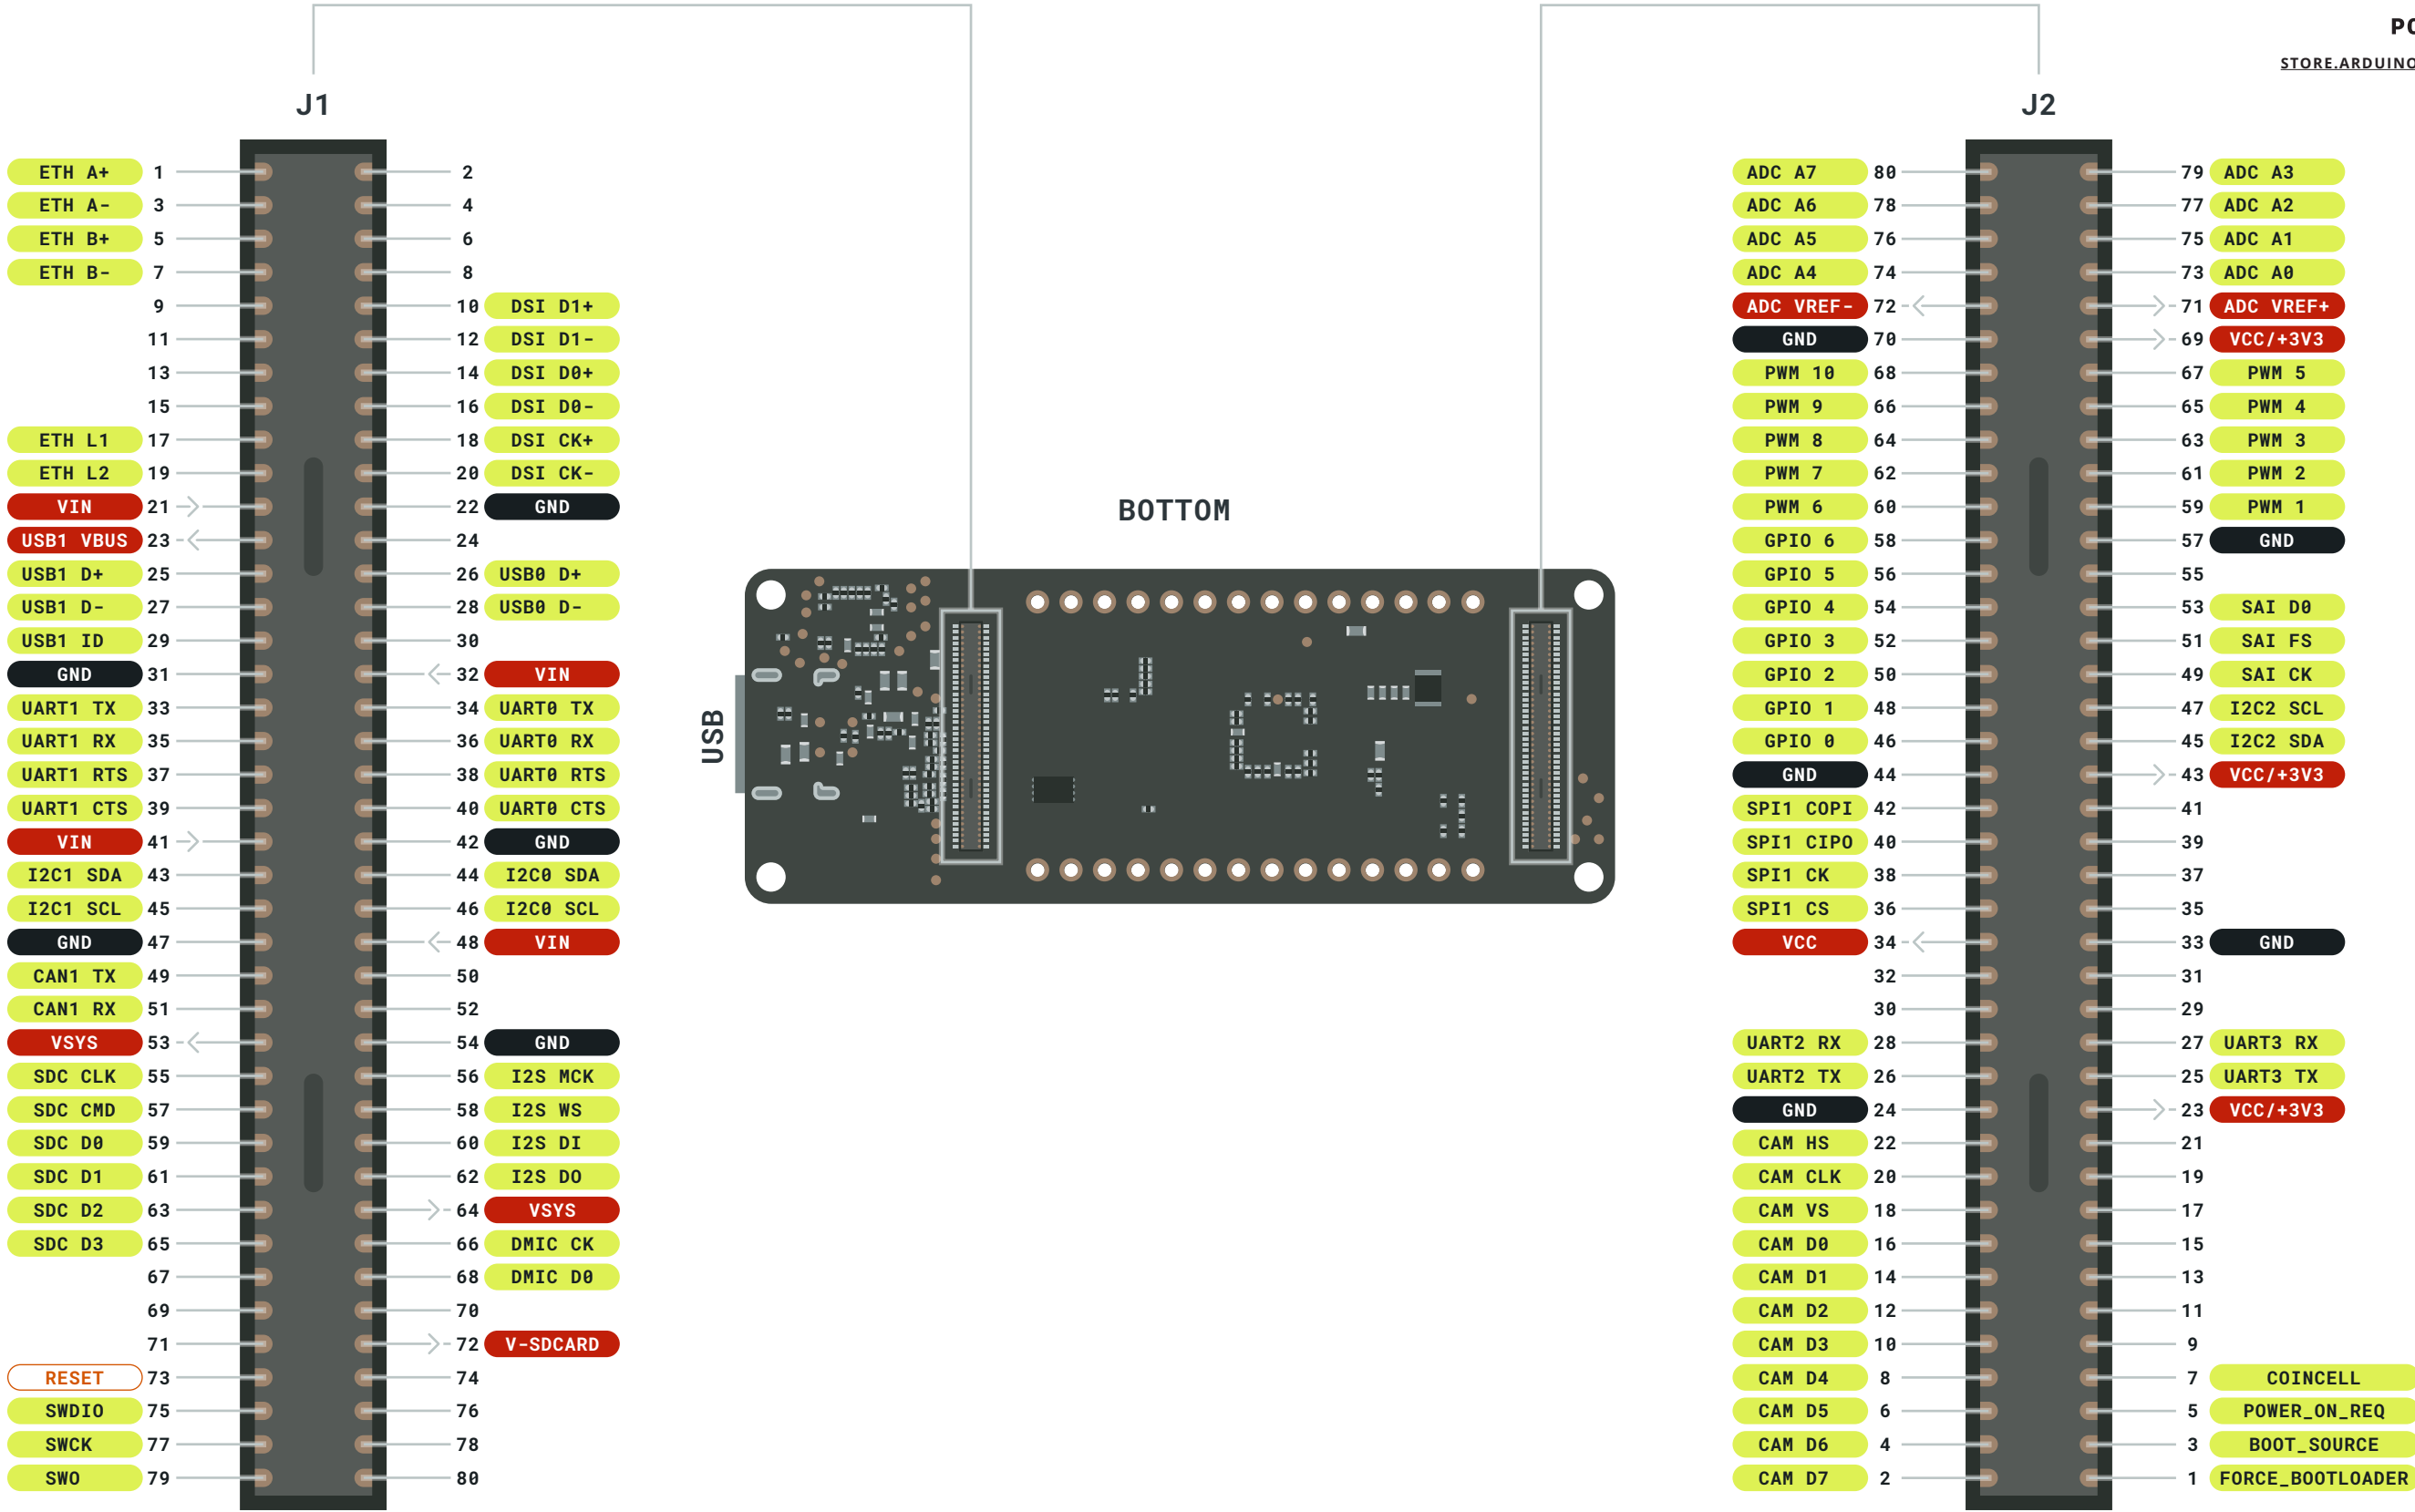 PO
STORE.ARDUINO
J1
J2
BOTTOM
USB
ETH A+ 1 2
ETH A- 3 4
ETH B+ 5 6
ETH B- 7 8
9 10 DSI D1+
11 12 DSI D1-
13 14 DSI D0+
15 16 DSI D0-
ETH L1 17 18 DSI CK+
ETH L2 19 20 DSI CK-
VIN 21 22 GND
USB1 VBUS 23 24
USB1 D+ 25 26 USB0 D+
USB1 D- 27 28 USB0 D-
USB1 ID 29 30
GND 31 32 VIN
UART1 TX 33 34 UART0 TX
UART1 RX 35 36 UART0 RX
UART1 RTS 37 38 UART0 RTS
UART1 CTS 39 40 UART0 CTS
VIN 41 42 GND
I2C1 SDA 43 44 I2C0 SDA
I2C1 SCL 45 46 I2C0 SCL
GND 47 48 VIN
CAN1 TX 49 50
CAN1 RX 51 52
VSYS 53 54 GND
SDC CLK 55 56 I2S MCK
SDC CMD 57 58 I2S WS
SDC D0 59 60 I2S DI
SDC D1 61 62 I2S DO
SDC D2 63 64 VSYS
SDC D3 65 66 DMIC CK
67 68 DMIC D0
69 70
71 72 V-SDCARD
RESET 73 74
SWDIO 75 76
SWCK 77 78
SWO 79 80
ADC A7 80 79 ADC A3
ADC A6 78 77 ADC A2
ADC A5 76 75 ADC A1
ADC A4 74 73 ADC A0
ADC VREF- 72 71 ADC VREF+
GND 70 69 VCC/+3V3
PWM 10 68 67 PWM 5
PWM 9 66 65 PWM 4
PWM 8 64 63 PWM 3
PWM 7 62 61 PWM 2
PWM 6 60 59 PWM 1
GPIO 6 58 57 GND
GPIO 5 56 55
GPIO 4 54 53 SAI D0
GPIO 3 52 51 SAI FS
GPIO 2 50 49 SAI CK
GPIO 1 48 47 I2C2 SCL
GPIO 0 46 45 I2C2 SDA
GND 44 43 VCC/+3V3
SPI1 COPI 42 41
SPI1 CIPO 40 39
SPI1 CK 38 37
SPI1 CS 36 35
VCC 34 33 GND
32 31
30 29
UART2 RX 28 27 UART3 RX
UART2 TX 26 25 UART3 TX
GND 24 23 VCC/+3V3
CAM HS 22 21
CAM CLK 20 19
CAM VS 18 17
CAM D0 16 15
CAM D1 14 13
CAM D2 12 11
CAM D3 10 9
CAM D4 8 7 COINCELL
CAM D5 6 5 POWER_ON_REQ
CAM D6 4 3 BOOT_SOURCE
CAM D7 2 1 FORCE_BOOTLOADER